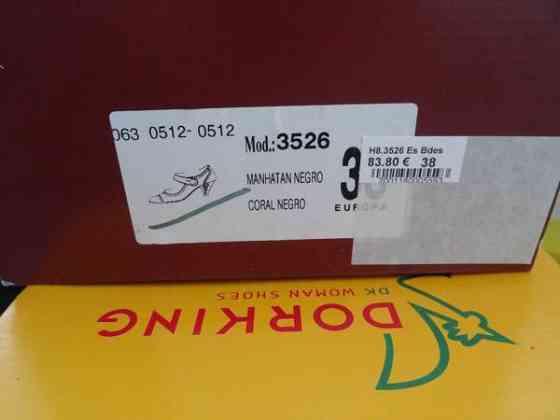 063 0512-0512
Mod.:3526
MANHATAN NEGRO
CORAL NEGRO
3
EUROPA
H8.3526 Es Bdes
83.80 € 38
DK WOMAN SHOES
DORKING